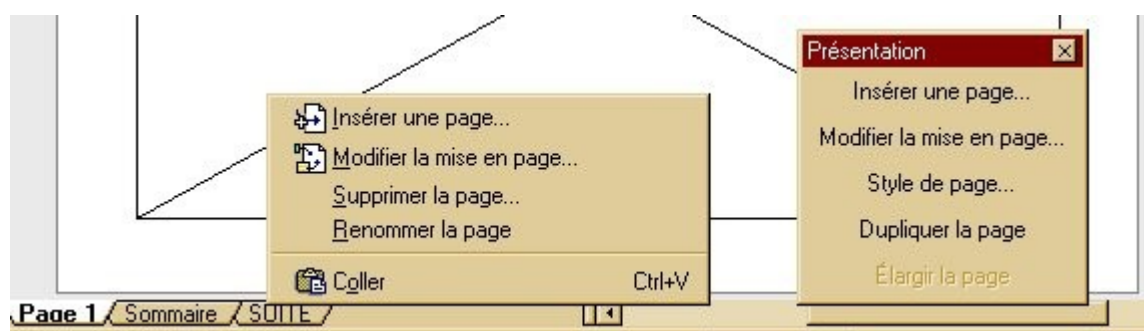 Insérer une page...
Modifier la mise en page...
Supprimer la page...
Renommer la page
Coller Ctrl+V
Présentation
Insérer une page...
Modifier la mise en page...
Style de page...
Dupliquer la page
Élargir la page
Page 1 Sommaire SUITE